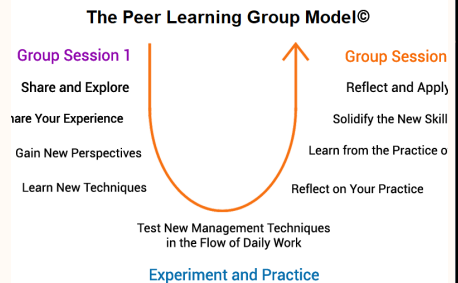 The Peer Learning Group Model©
Group Session 1
Share and Explore
Share Your Experience
Gain New Perspectives
Learn New Techniques
Test New Management Techniques
in the Flow of Daily Work
Experiment and Practice
Group Session
Reflect and Apply
Solidify the New Skill
Learn from the Practice
Reflect on Your Practice